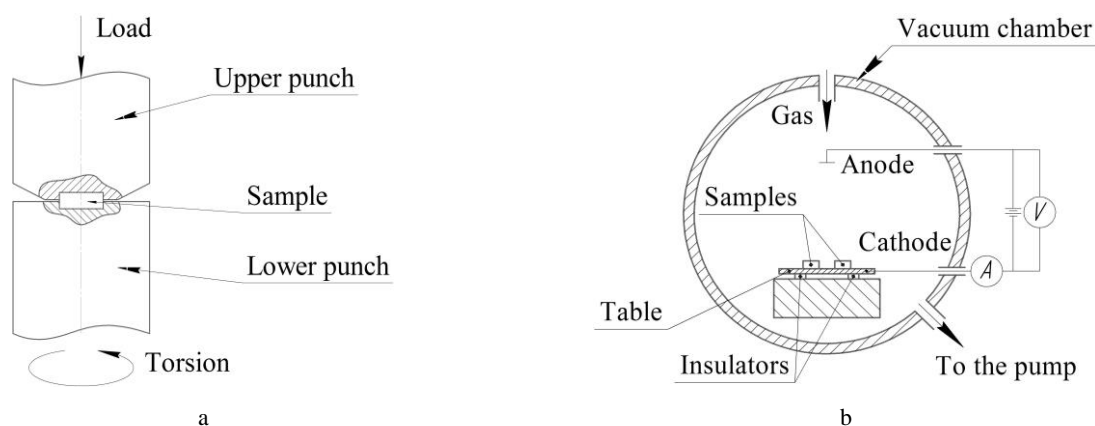 Load
Upper punch
Sample
Lower punch
Torsion
a
Vacuum chamber
Gas
Anode
Samples
V
Cathode
A
Table
Insulators
To the pump
b